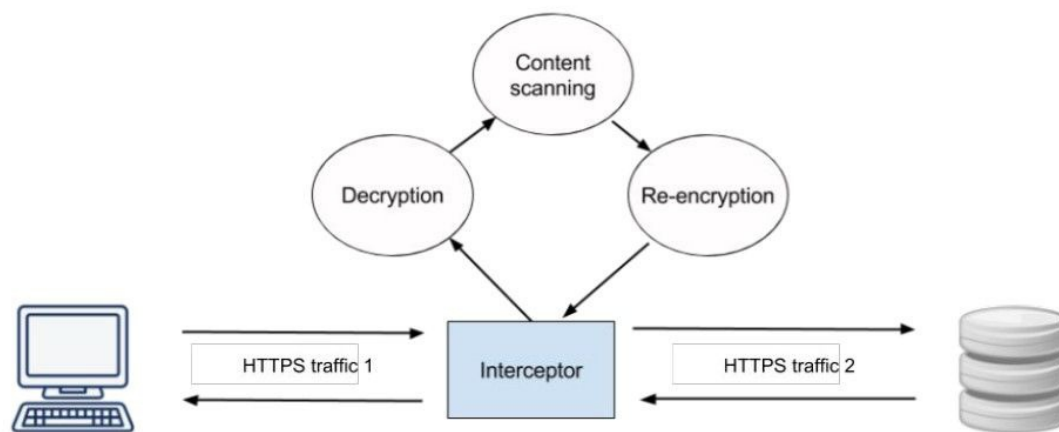 Content
scanning
Decryption
Re-encryption
HTTPS traffic 1
Interceptor
HTTPS traffic 2